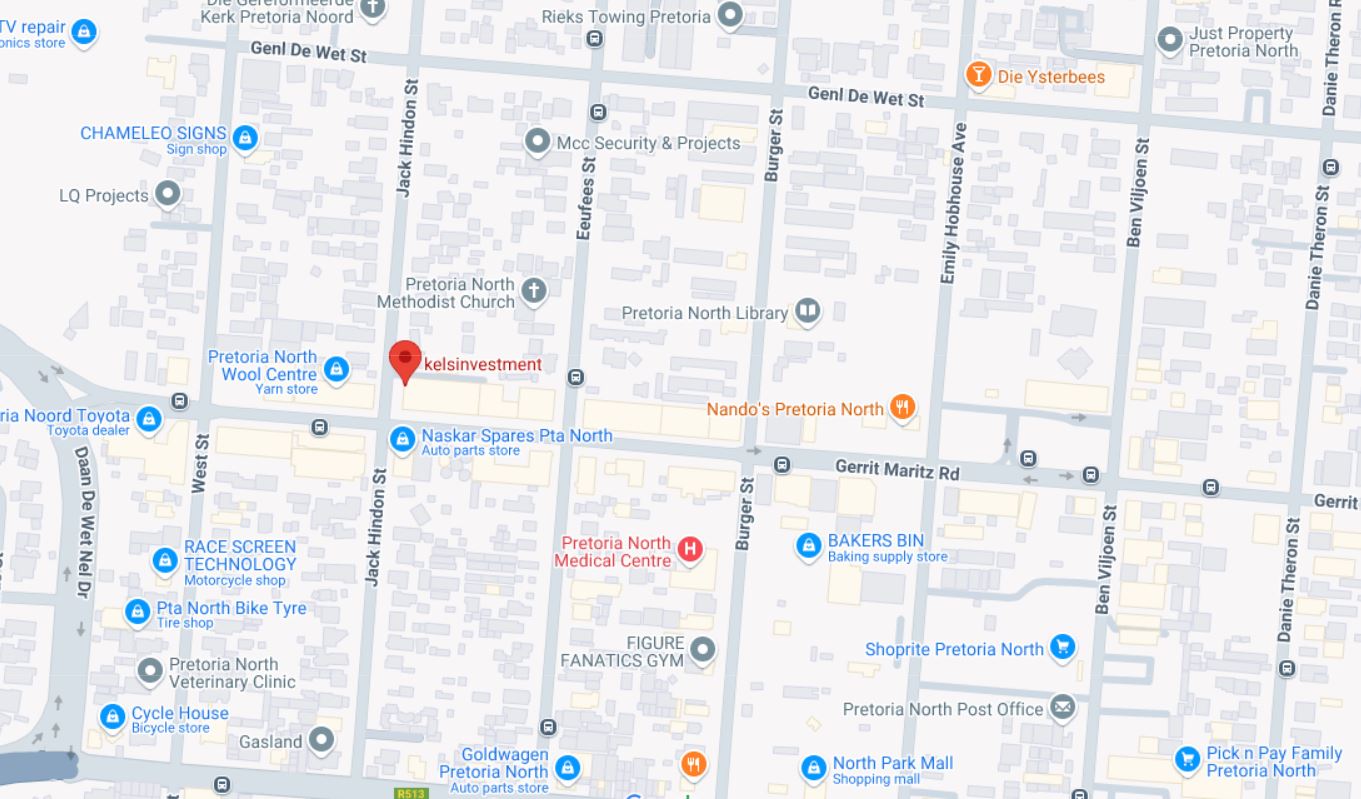 Die Gereformeerde
Kerk Pretoria Noord
Rieks Towing Pretoria
TV repair
onics store
Just Property
Pretoria North
Genl De Wet St
Die Ysterbees
Genl De Wet St
Danie Theron R
CHAMELEO SIGNS
Sign shop
Jack Hindon St
Mcc Security & Projects
Burger St
Emily Hobhouse Ave
Ben Viljoen St
LQ Projects
Eeufees St
Danie Theron St
Pretoria North
Methodist Church
Pretoria North Library
Pretoria North
Wool Centre
Yarn store
kelsinvestment
ria Noord Toyota
Toyota dealer
Nando's Pretoria North
Naskar Spares Pta North
Auto parts store
Gerrit Maritz Rd
Gerrit
West St
Daan De Wet Nel Dr
Jack Hindon St
Burger St
Ben Viljoen St
Danie Theron St
RACE SCREEN
TECHNOLOGY
Motorcycle shop
Pretoria North
Medical Centre
H
BAKERS BIN
Baking supply store
Pta North Bike Tyre
Tire shop
FIGURE
FANATICS GYM
Shoprite Pretoria North
Pretoria North
Veterinary Clinic
Cycle House
Bicycle store
Pretoria North Post Office
Gasland
Goldwagen
Pretoria North
Auto parts store
North Park Mall
Shopping mall
Pick n Pay Family
Pretoria North
R513